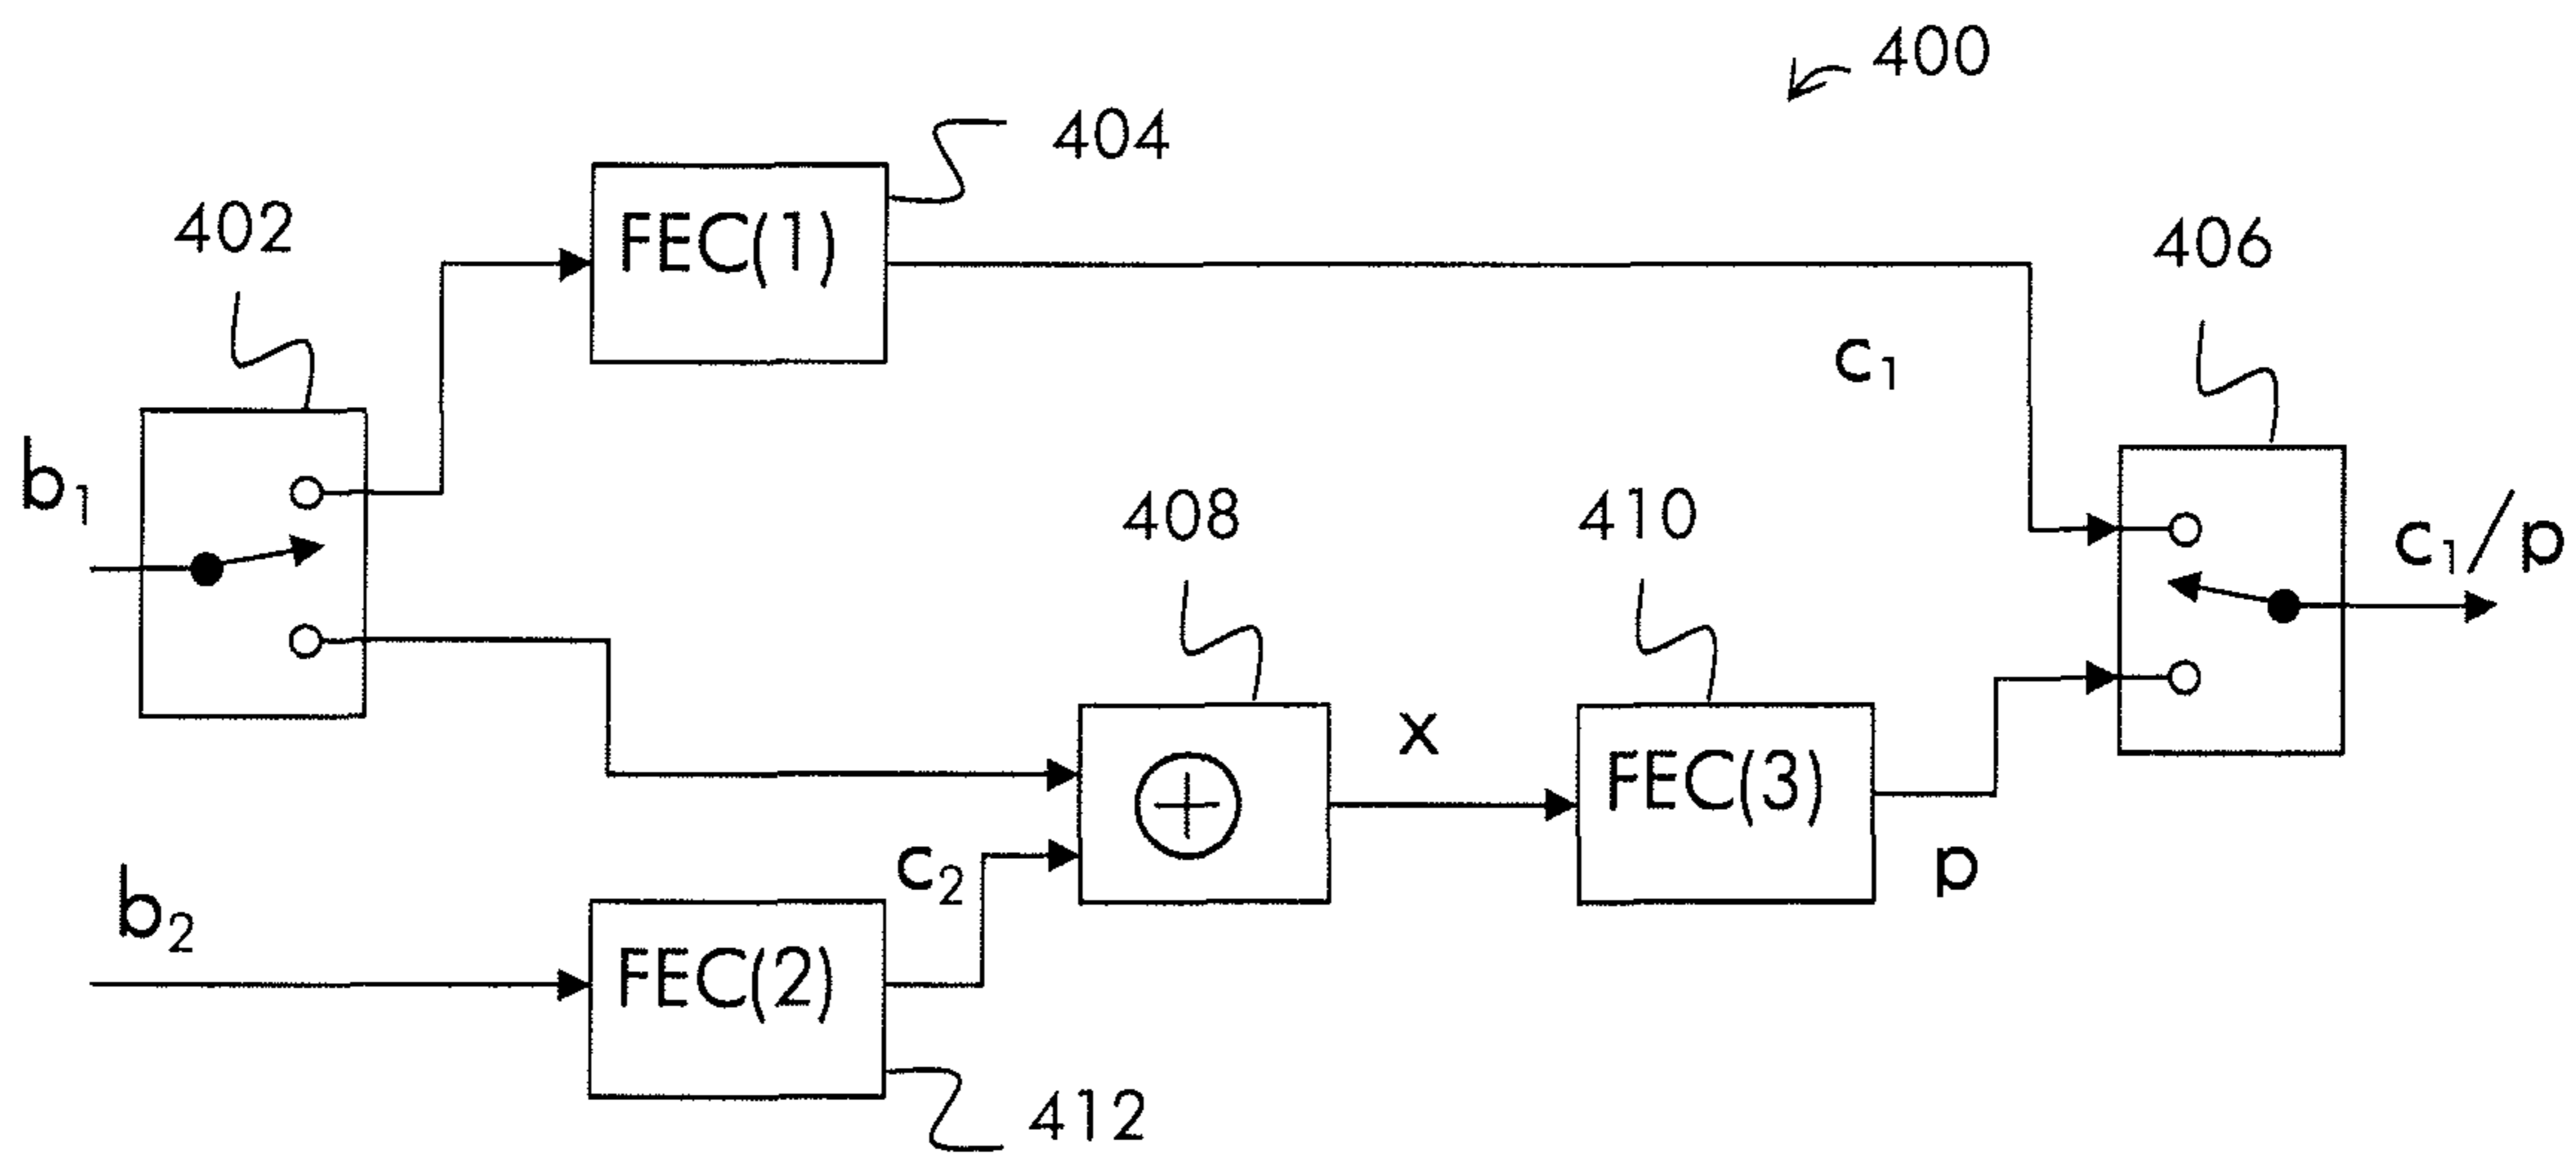 400
404
FEC(1)
402
406
c₁
b₁
408
410
c₁/p
x
FEC(3)
c₂
p
b₂
FEC(2)
412